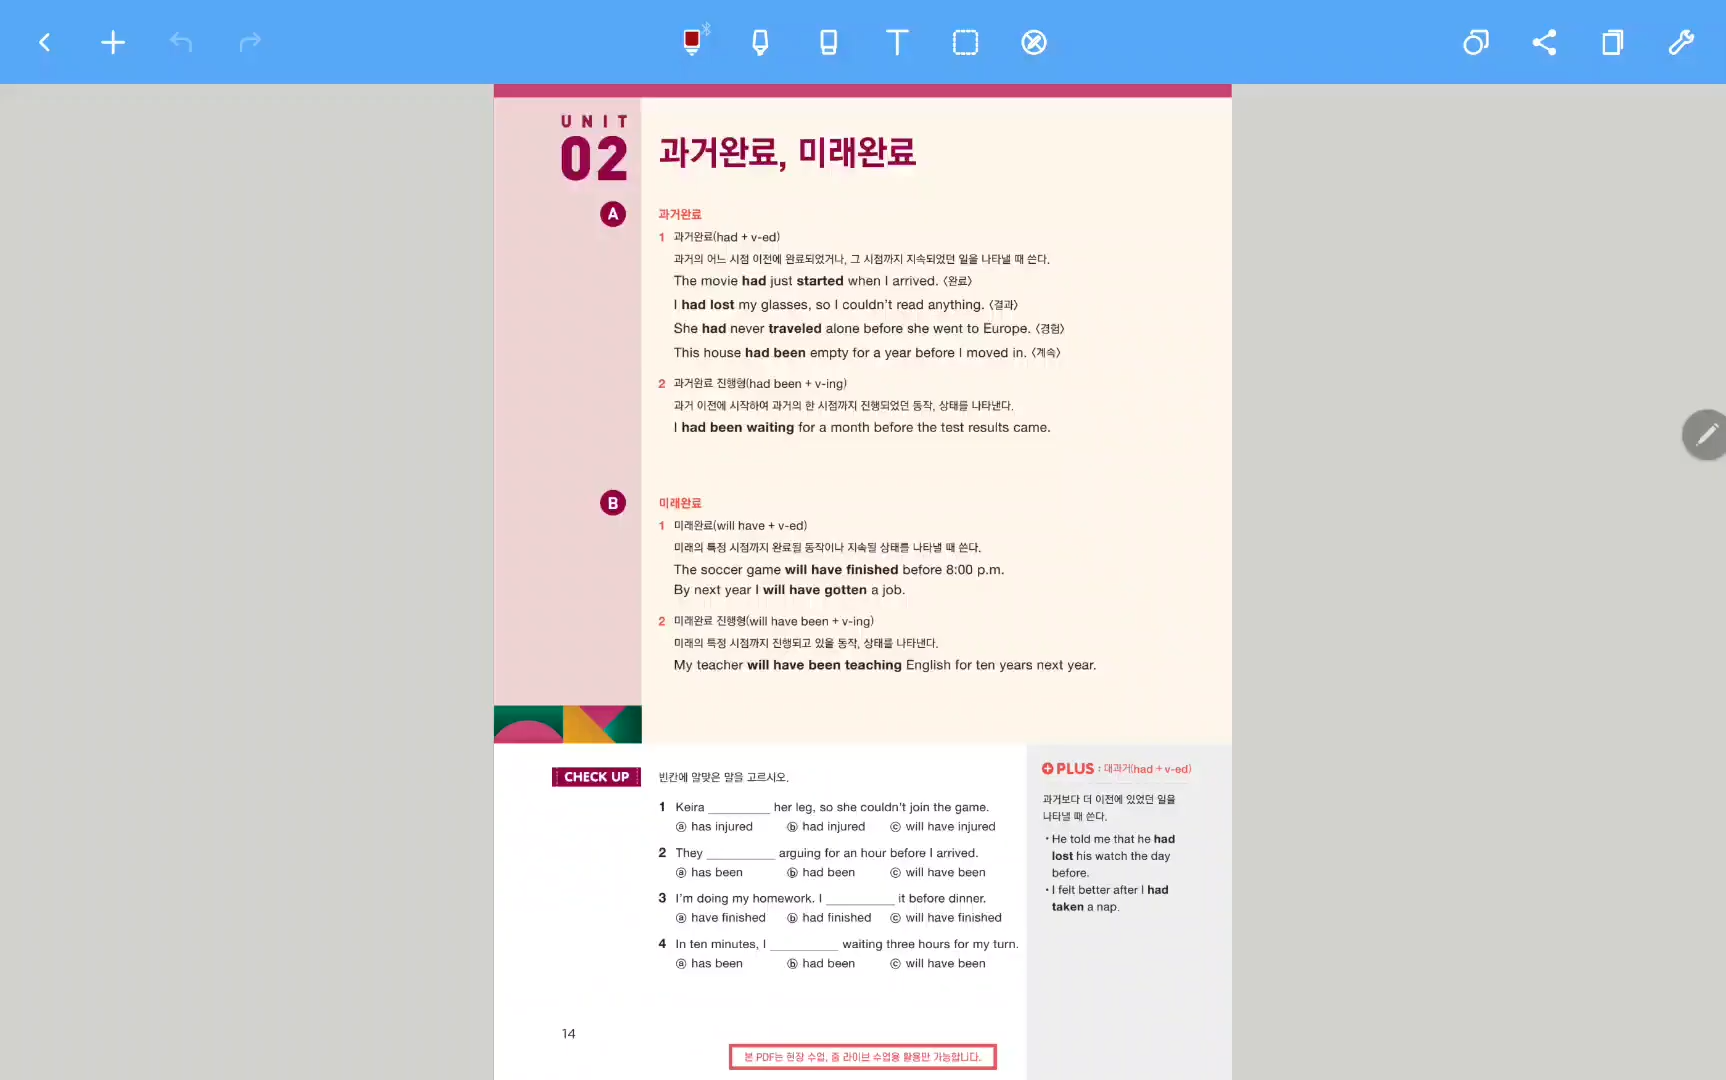 UNIT
02
과거완료, 미래완료
A
과거완료
1 과거완료(had + v-ed)
과거의 어느 시점 이전에 완료되었거나, 그 시점까지 지속되었던 일을 나타낼 때 쓴다.
The movie had just started when I arrived. 〈완료〉
I had lost my glasses, so I couldn't read anything. 〈결과〉
She had never traveled alone before she went to Europe. 〈경험〉
This house had been empty for a year before I moved in. 〈계속〉
2 과거완료 진행형(had been + v-ing)
과거 이전에 시작하여 과거의 한 시점까지 진행되었던 동작, 상태를 나타낸다.
I had been waiting for a month before the test results came.
B
미래완료
1 미래완료(will have + v-ed)
미래의 특정 시점까지 완료될 동작이나 지속될 상태를 나타낼 때 쓴다.
The soccer game will have finished before 8:00 p.m.
By next year I will have gotten a job.
2 미래완료 진행형(will have been + v-ing)
미래의 특정 시점까지 진행되고 있을 동작, 상태를 나타낸다.
My teacher will have been teaching English for ten years next year.
CHECK UP
빈칸에 알맞은 말을 고르시오.
1 Keira _________ her leg, so she couldn't join the game.
ⓐ has injured ⓑ had injured ⓒ will have injured
2 They __________ arguing for an hour before I arrived.
ⓐ has been ⓑ had been ⓒ will have been
3 I'm doing my homework. I __________ it before dinner.
ⓐ have finished ⓑ had finished ⓒ will have finished
4 In ten minutes, I __________ waiting three hours for my turn.
ⓐ has been ⓑ had been ⓒ will have been
PLUS : 대과거(had + v-ed)
과거보다 더 이전에 있었던 일을
나타낼 때 쓴다.
• He told me that he had
lost his watch the day
before.
• I felt better after I had
taken a nap.
14
본 PDF는 현장 수업, 줌 라이브 수업용 활용만 가능합니다.